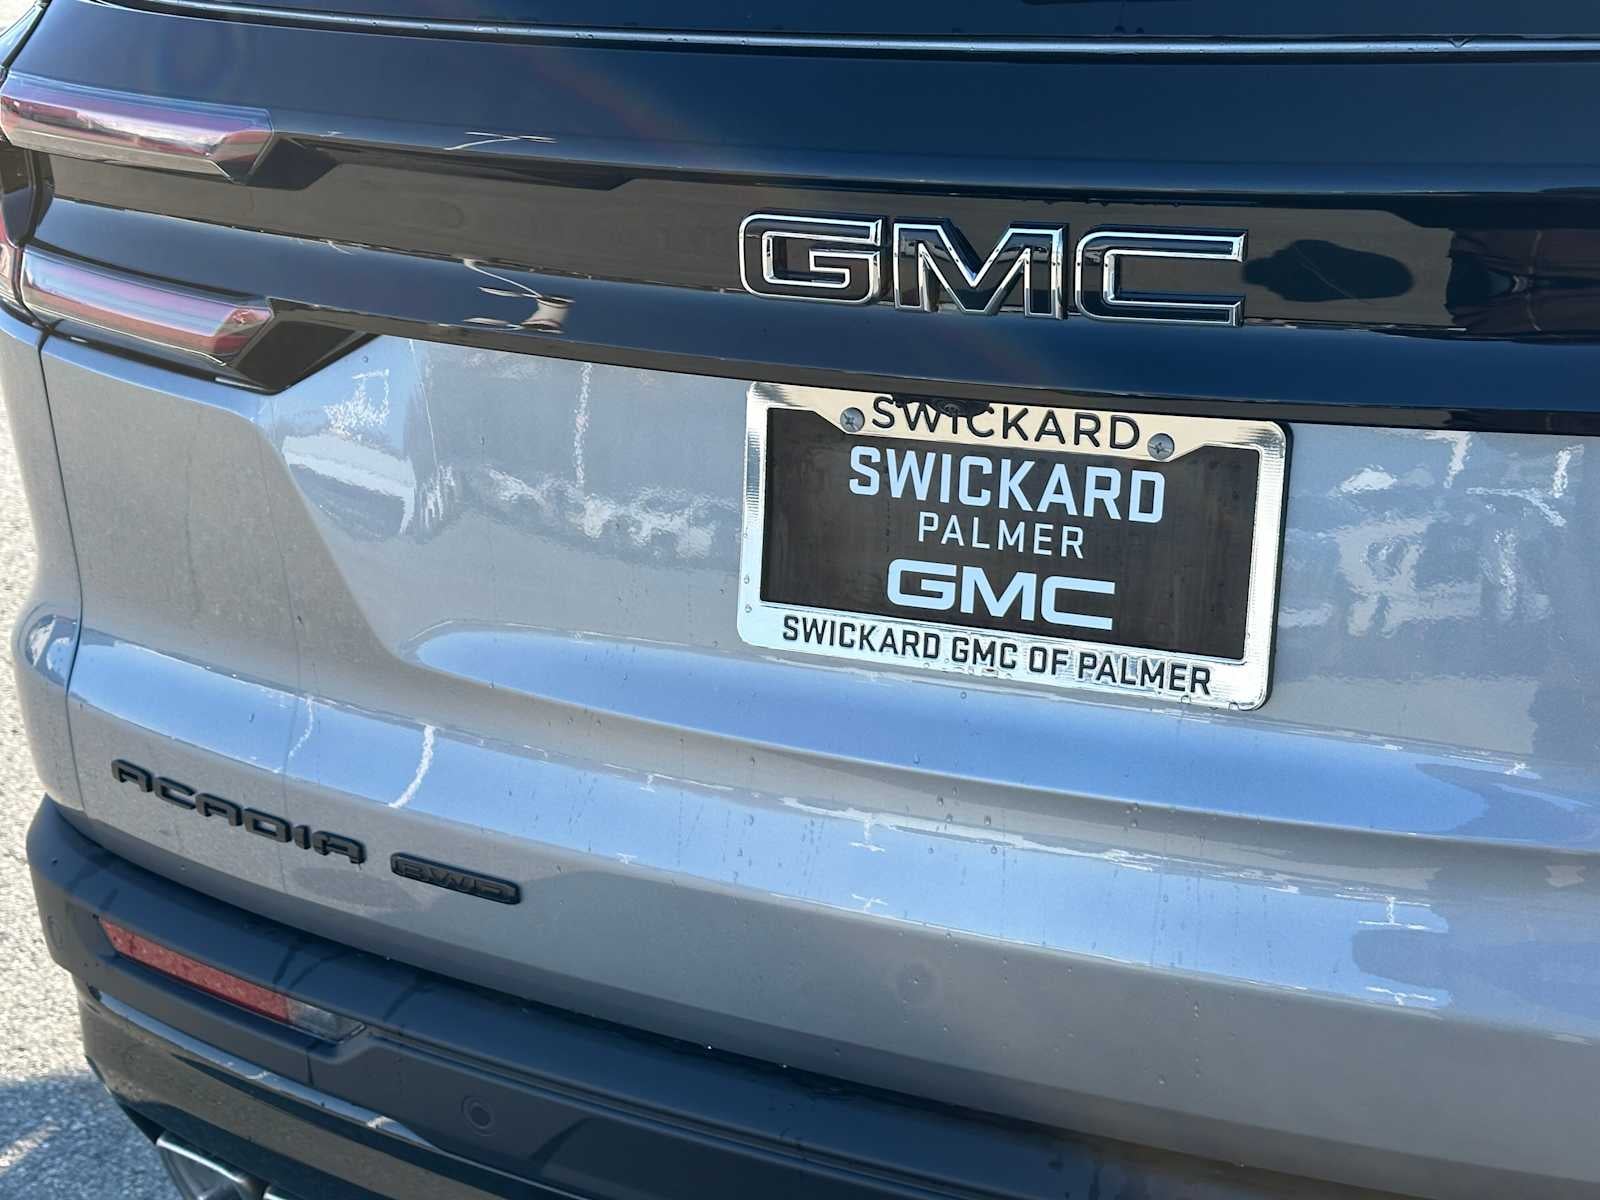 GMC
SWICKARD
SWICKARD
PALMER
GMC
SWICKARD GMC OF PALMER
ACADIA AWD